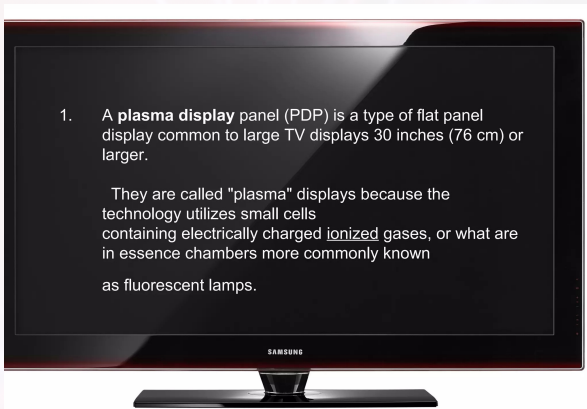 1. A plasma display panel (PDP) is a type of flat panel
display common to large TV displays 30 inches (76 cm) or
larger.
They are called "plasma" displays because the
technology utilizes small cells
containing electrically charged ionized gases, or what are
in essence chambers more commonly known
as fluorescent lamps.
SAMSUNG